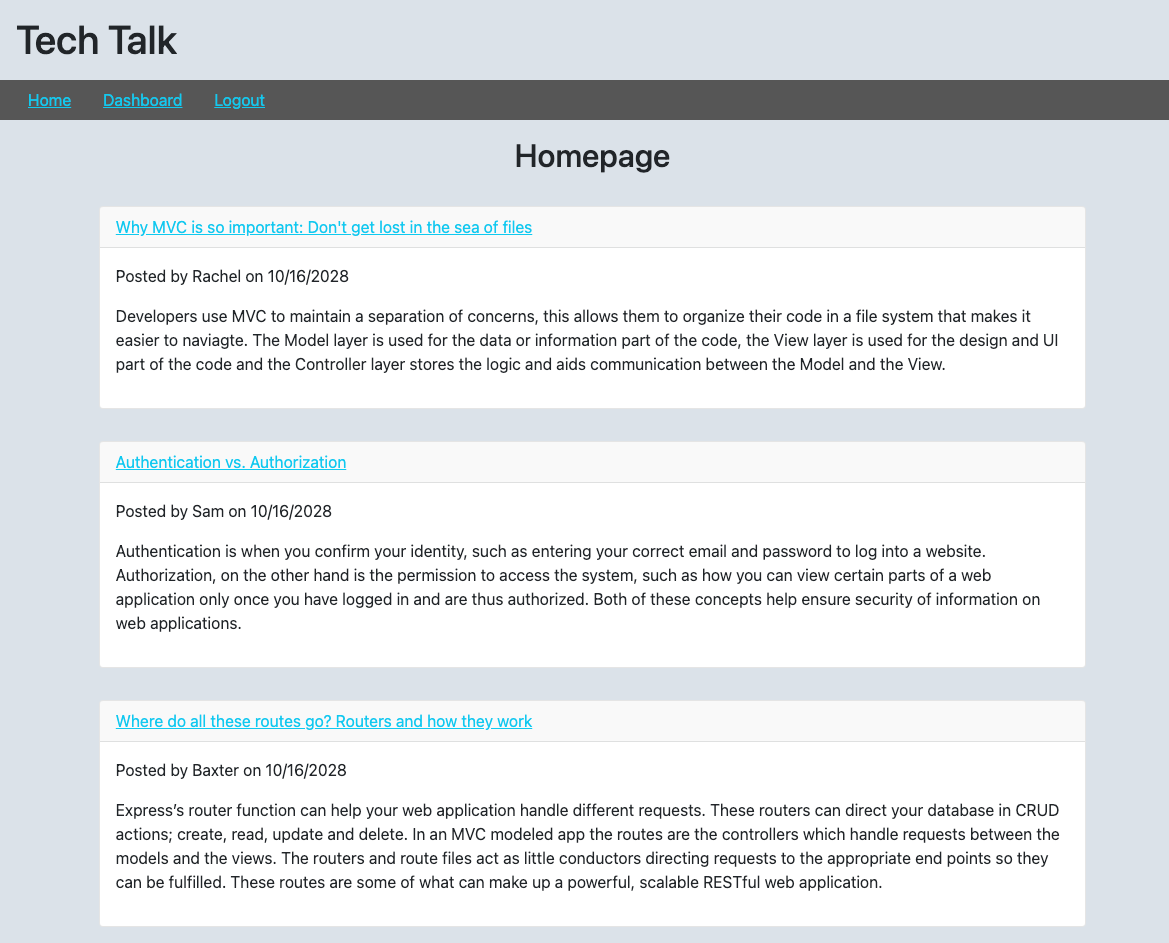 Tech Talk
Home Dashboard Logout
Homepage
Why MVC is so important: Don't get lost in the sea of files
Posted by Rachel on 10/16/2028
Developers use MVC to maintain a separation of concerns, this allows them to organize their code in a file system that makes it
easier to naviagte. The Model layer is used for the data or information part of the code, the View layer is used for the design and UI
part of the code and the Controller layer stores the logic and aids communication between the Model and the View.
Authentication vs. Authorization
Posted by Sam on 10/16/2028
Authentication is when you confirm your identity, such as entering your correct email and password to log into a website.
Authorization, on the other hand is the permission to access the system, such as how you can view certain parts of a web
application only once you have logged in and are thus authorized. Both of these concepts help ensure security of information on
web applications.
Where do all these routes go? Routers and how they work
Posted by Baxter on 10/16/2028
Express’s router function can help your web application handle different requests. These routers can direct your database in CRUD
actions; create, read, update and delete. In an MVC modeled app the routes are the controllers which handle requests between the
models and the views. The routers and route files act as little conductors directing requests to the appropriate end points so they
can be fulfilled. These routes are some of what can make up a powerful, scalable RESTful web application.